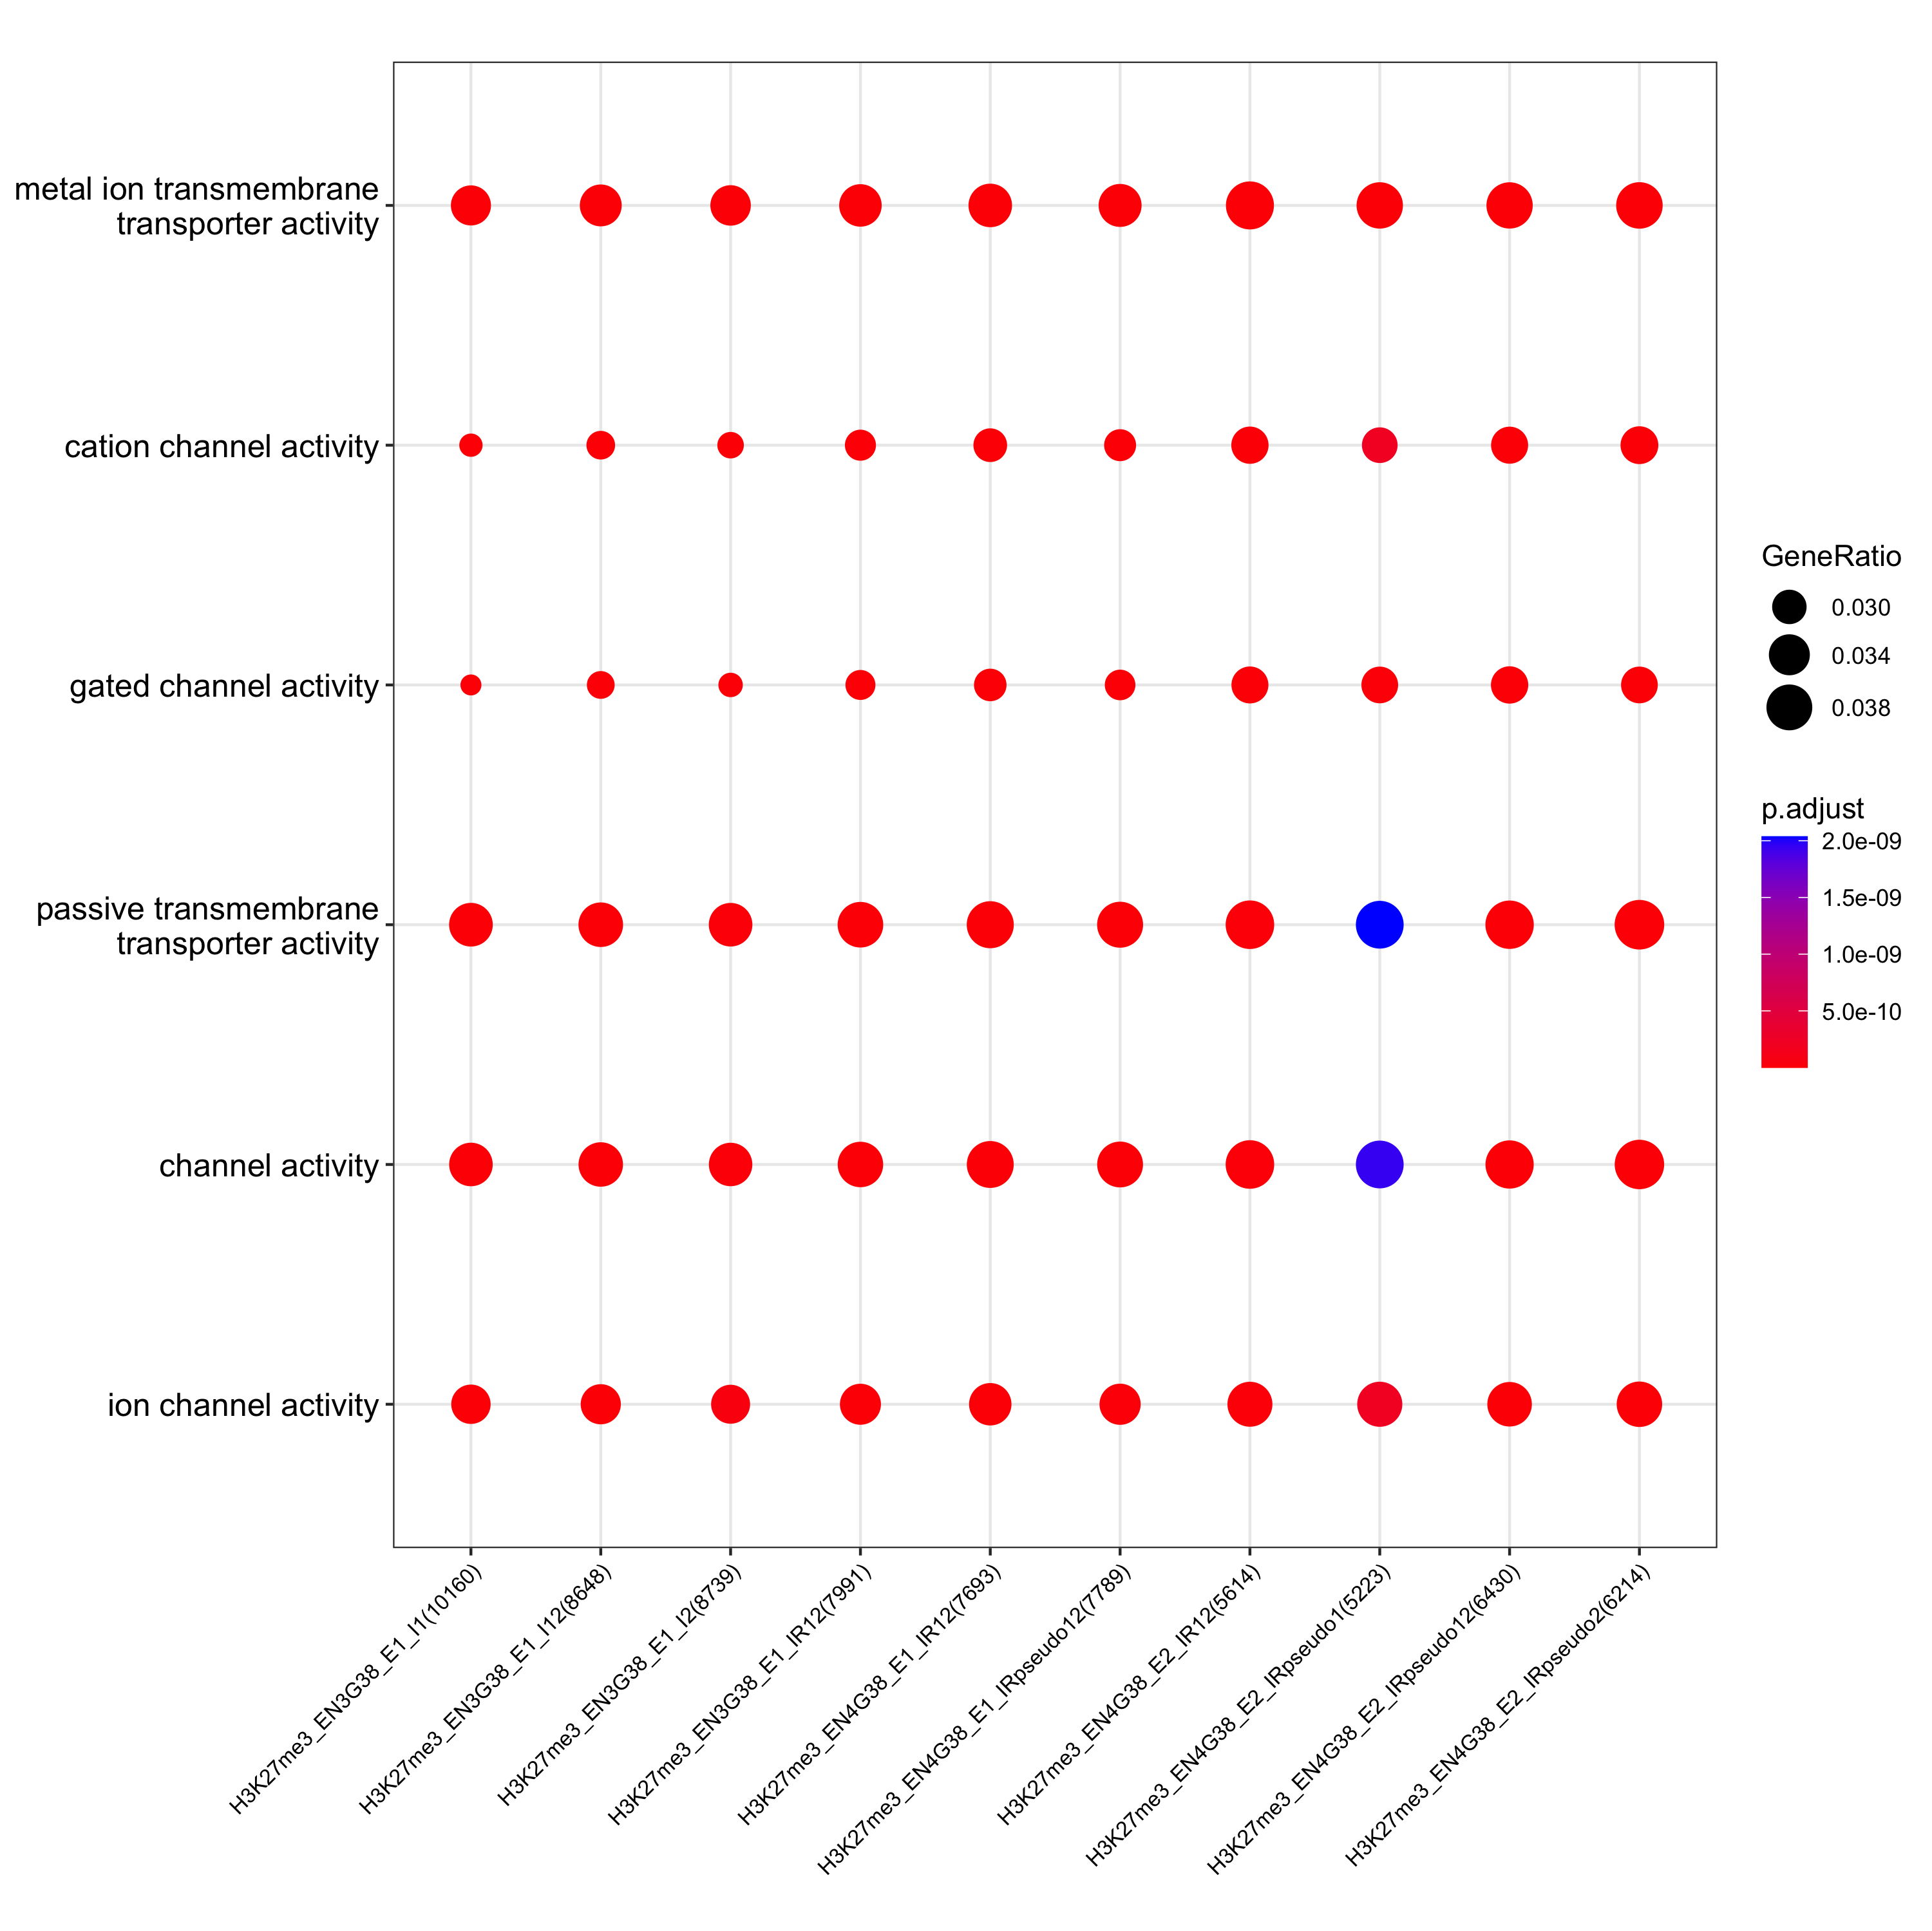 metal ion transmembrane
transporter activity
cation channel activity
gated channel activity
passive transmembrane
transporter activity
channel activity
ion channel activity
H3K27me3_EN3G38_E1_I1(10160)
H3K27me3_EN3G38_E1_I12(8648)
H3K27me3_EN3G38_E1_I2(8739)
H3K27me3_EN3G38_E1_IR12(7991)
H3K27me3_EN4G38_E1_IR12(7693)
H3K27me3_EN4G38_E1_IRpseudo12(7789)
H3K27me3_EN4G38_E2_IR12(5614)
H3K27me3_EN4G38_E2_IRpseudo1(5223)
H3K27me3_EN4G38_E2_IRpseudo12(6430)
H3K27me3_EN4G38_E2_IRpseudo2(6214)
GeneRatio
0.030
0.034
0.038
p.adjust
2.0e-09
1.5e-09
1.0e-09
5.0e-10